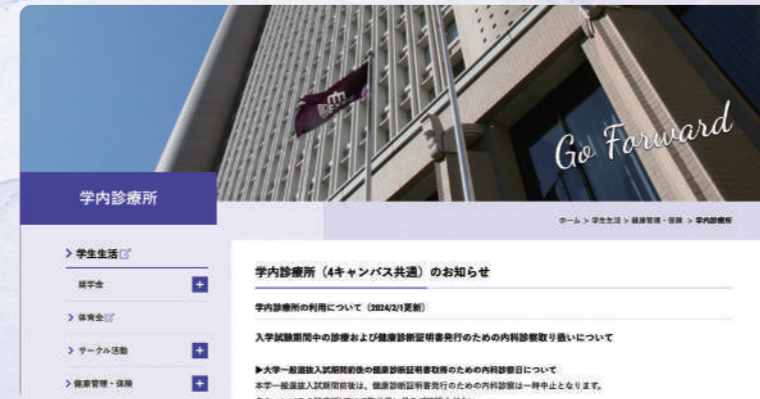 Go Forward
学内診療所
ホーム > 学生生活 > 健康管理・保険 > 学内診療所
> 学生生活
奨学金
> 体育会
> サークル活動
> 健康管理・保険
学内診療所（4キャンパス共通）のお知らせ
学内診療所の利用について（2024/2/1更新）
入学試験期間中の診療および健康診断証明書発行のための内科診察取り扱いについて
▶大学一般選抜入試期間前後の健康診断証明書取得のための内科診察日について
本学一般選抜入試期間前後は、健康診断証明書発行のための内科診察は一時中止となります。